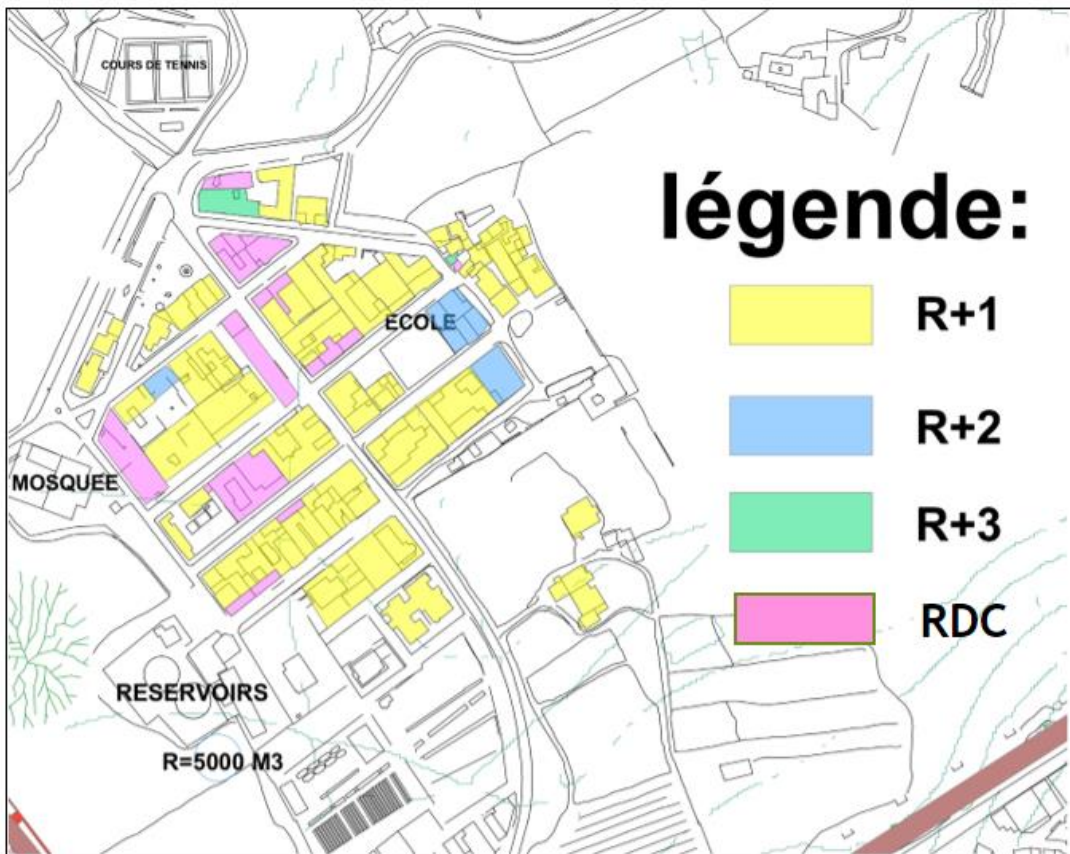 COURS DE TENNIS
légende:
R+1
ECOLE
R+2
MOSQUEE
R+3
RDC
RESERVOIRS
R=5000 M3